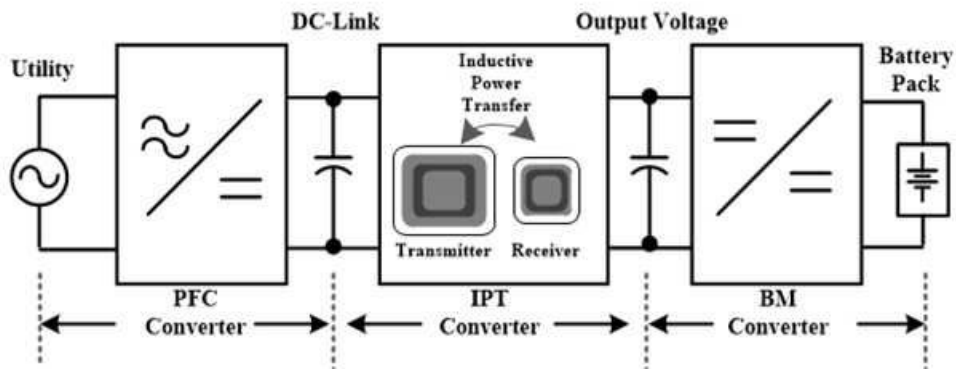 DC-Link
Output Voltage
Utility
Battery
Pack
Inductive
Power
Transfer
Transmitter
Receiver
PFC
Converter
IPT
Converter
BM
Converter